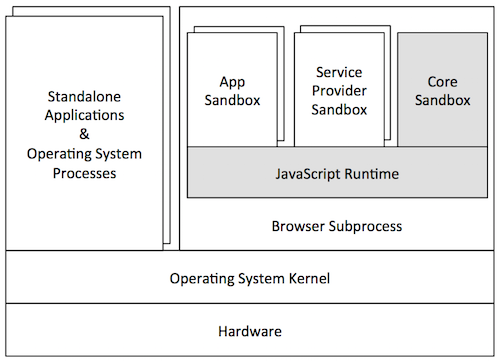 Standalone
Applications
&
Operating System
Processes
App
Sandbox
Service
Provider
Sandbox
Core
Sandbox
JavaScript Runtime
Browser Subprocess
Operating System Kernel
Hardware